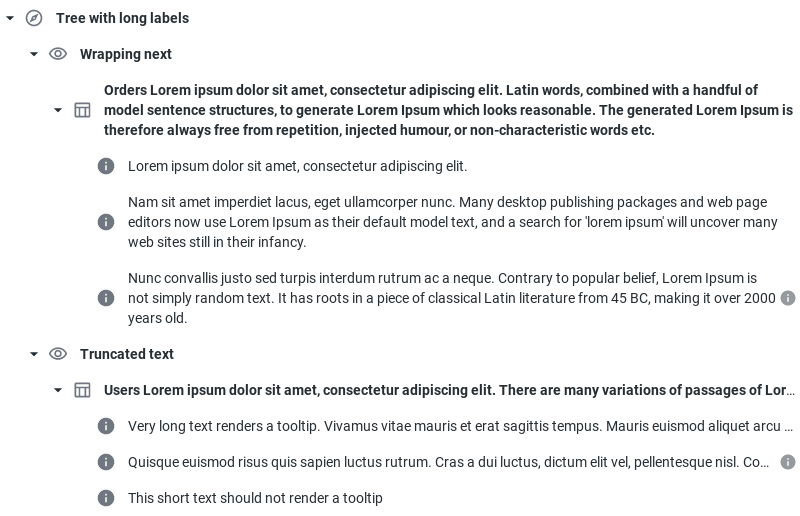 Tree with long labels
Wrapping next
Orders Lorem ipsum dolor sit amet, consectetur adipiscing elit. Latin words, combined with a handful of
model sentence structures, to generate Lorem Ipsum which looks reasonable. The generated Lorem Ipsum is
therefore always free from repetition, injected humour, or non-characteristic words etc.
Lorem ipsum dolor sit amet, consectetur adipiscing elit.
Nam sit amet imperdiet lacus, eget ullamcorper nunc. Many desktop publishing packages and web page
editors now use Lorem Ipsum as their default model text, and a search for 'lorem ipsum' will uncover many
web sites still in their infancy.
Nunc convallis justo sed turpis interdum rutrum ac a neque. Contrary to popular belief, Lorem Ipsum is
not simply random text. It has roots in a piece of classical Latin literature from 45 BC, making it over 2000
years old.
Truncated text
Users Lorem ipsum dolor sit amet, consectetur adipiscing elit. There are many variations of passages of Lor…
Very long text renders a tooltip. Vivamus vitae mauris et erat sagittis tempus. Mauris euismod aliquet arcu …
Quisque euismod risus quis sapien luctus rutrum. Cras a dui luctus, dictum elit vel, pellentesque nisl. Co…
This short text should not render a tooltip